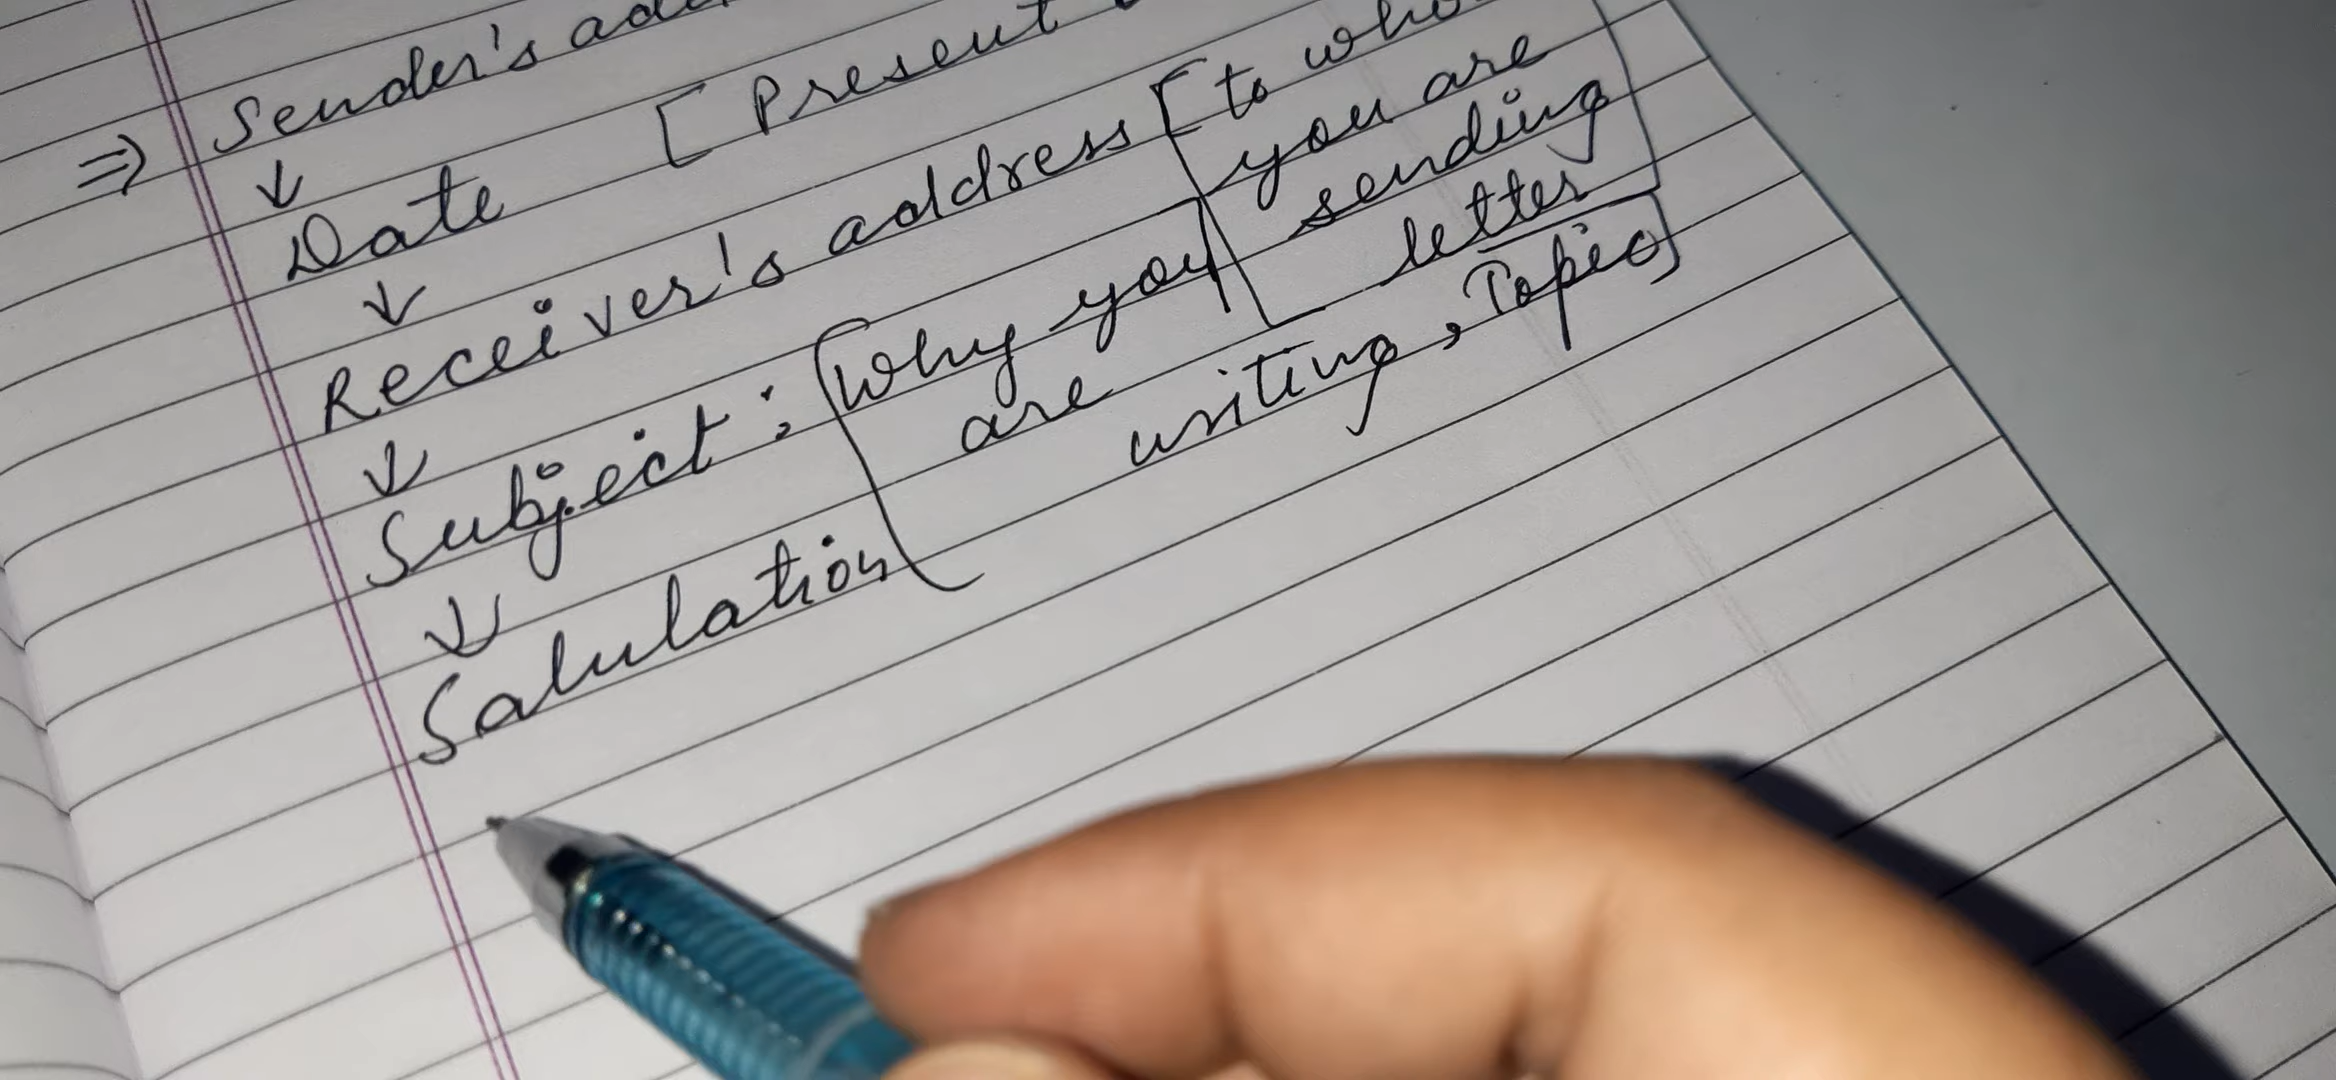 ⇒ Sender's
↓
Date [Present
↓
Receiver's address [to
you are
sending
letter
↓
Subject : [Why you
are
writing, Topic]
↓
Salulation